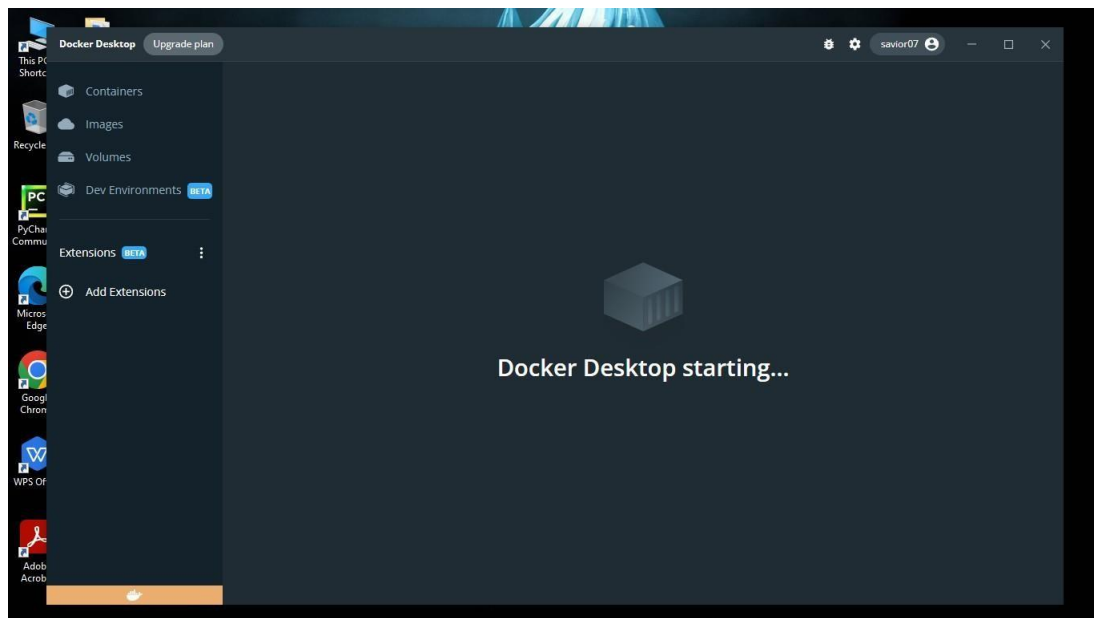 Docker Desktop Upgrade plan
savior07
Containers
Images
Volumes
Dev Environments BETA
Extensions BETA
Add Extensions
Docker Desktop starting...
This PC
Shortc
Recycle
PC
PyChar
Commu
Micros
Edge
Googl
Chrom
W
WPS Of
Adob
Acrob